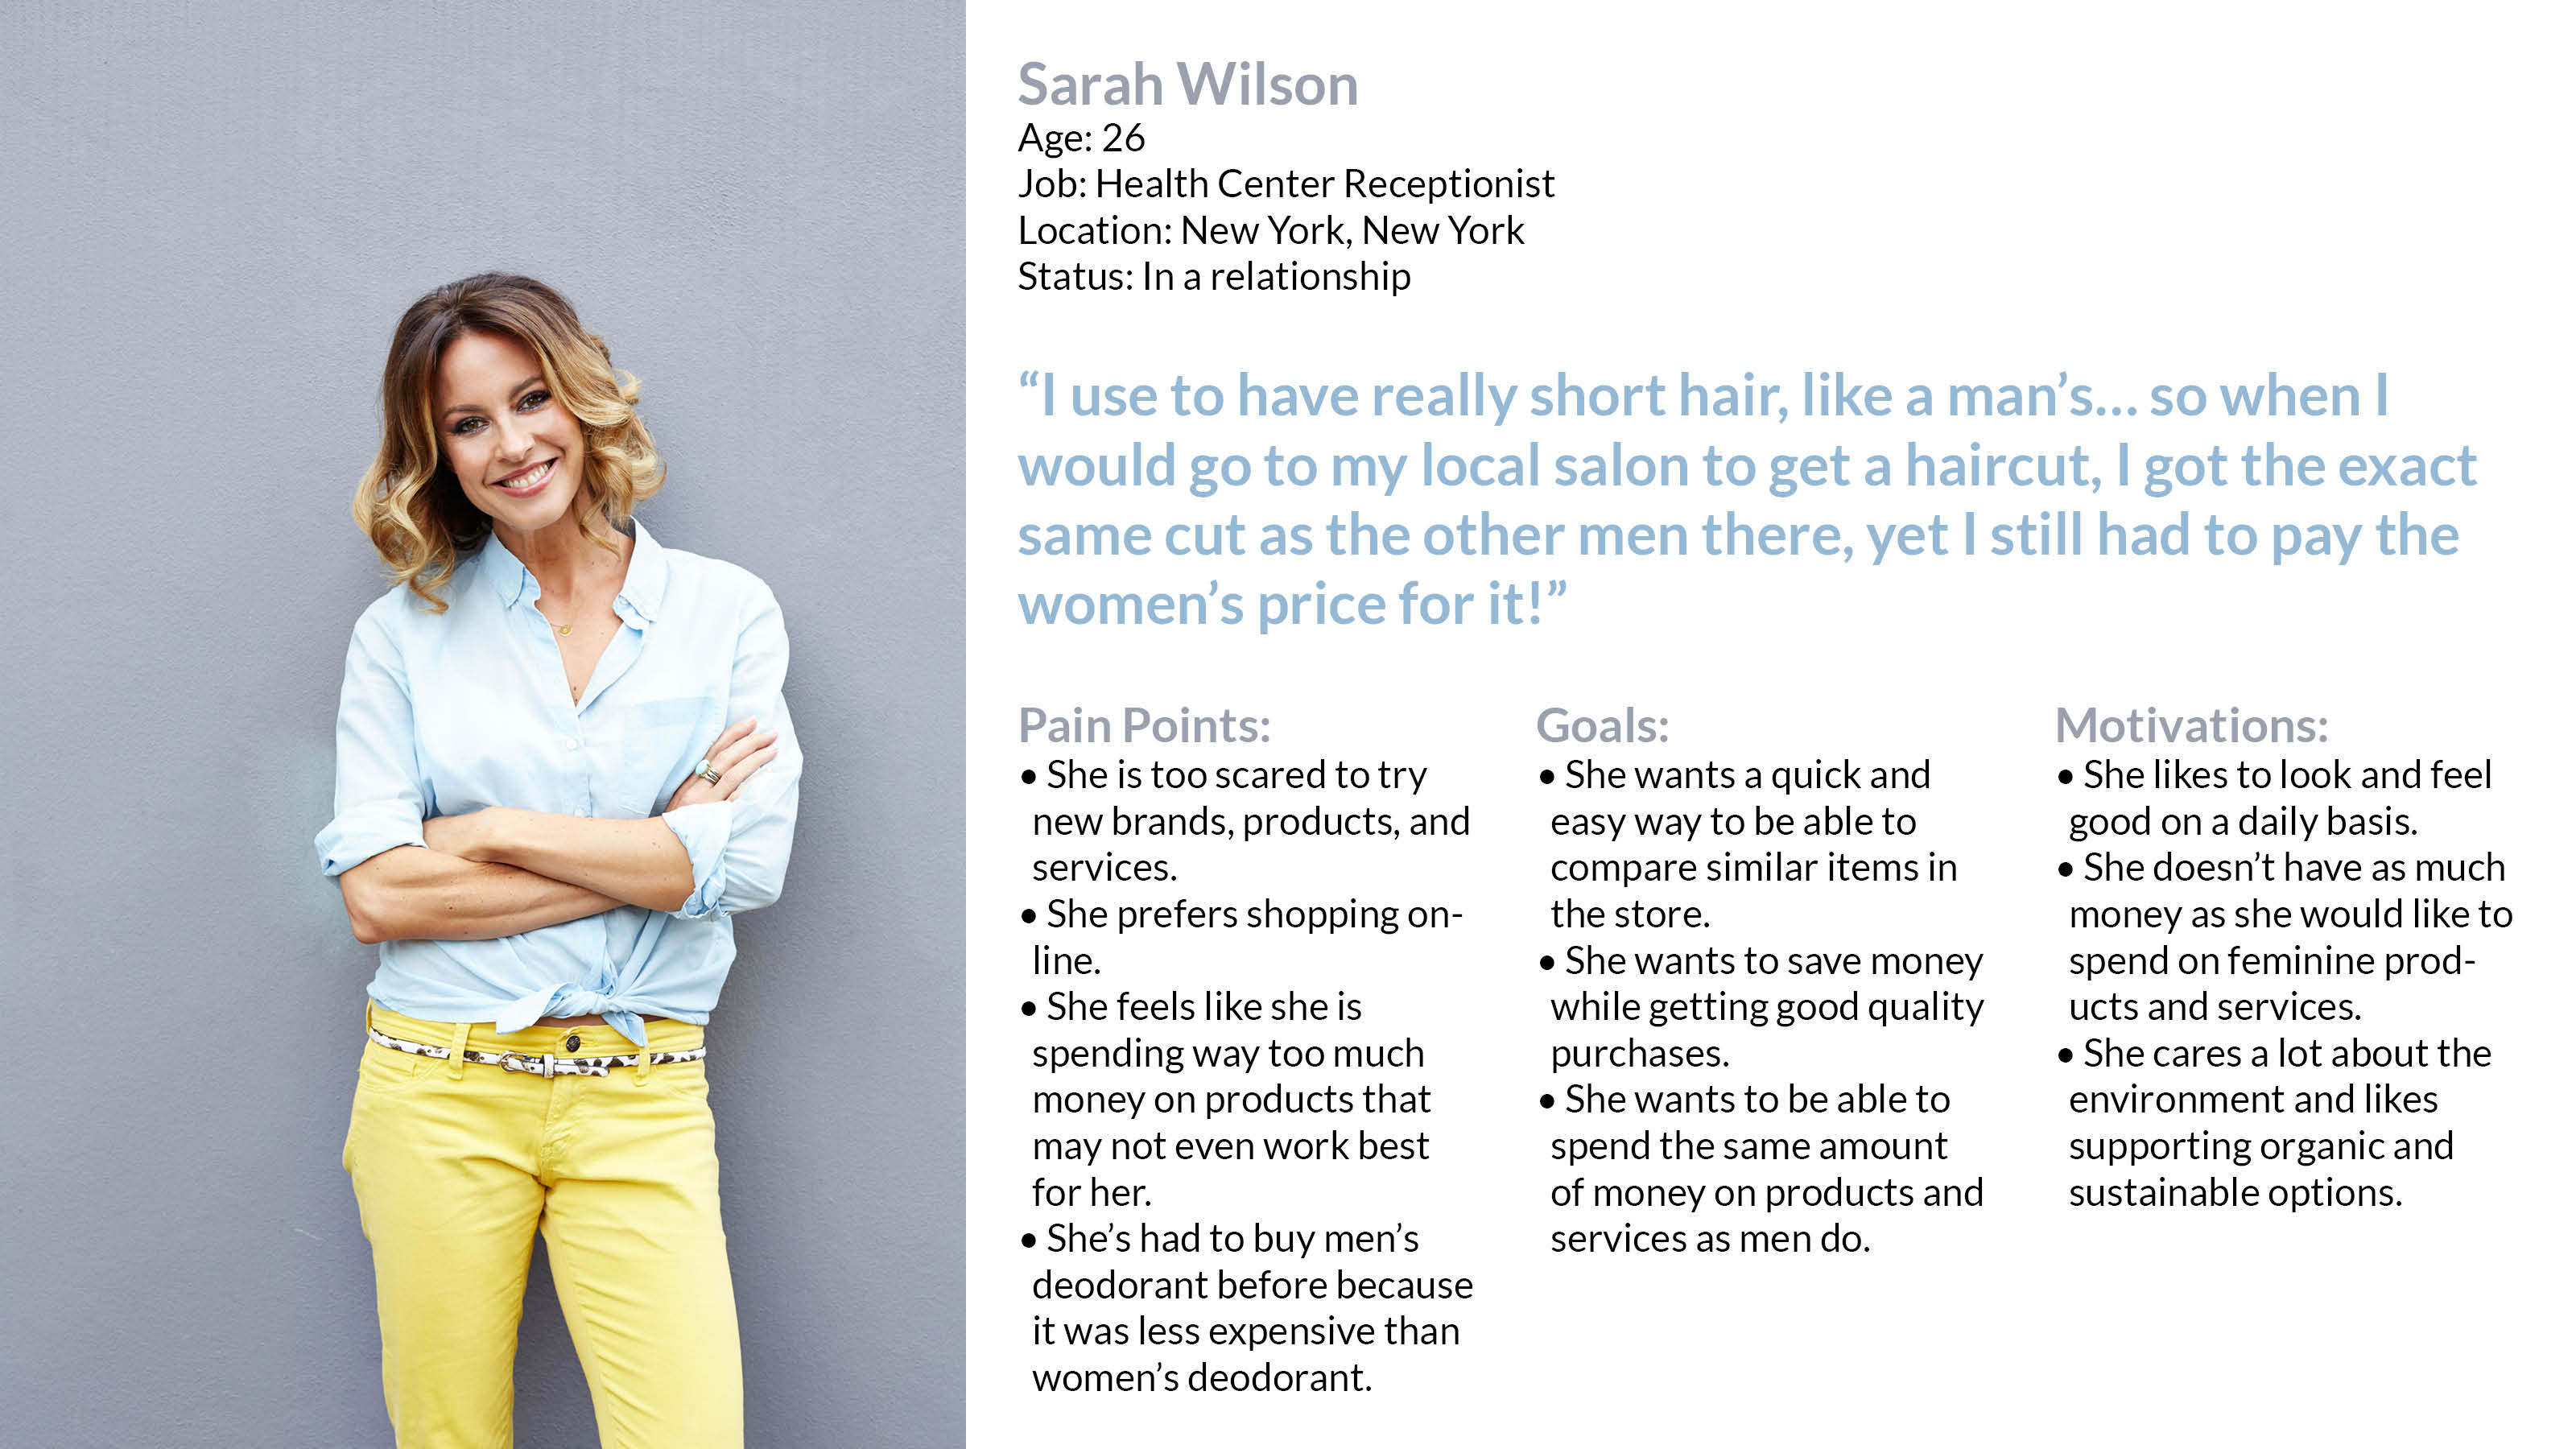 Sarah Wilson
Age: 26
Job: Health Center Receptionist
Location: New York, New York
Status: In a relationship
“I use to have really short hair, like a man’s... so when I
would go to my local salon to get a haircut, I got the exact
same cut as the other men there, yet I still had to pay the
women’s price for it!”
Pain Points:
• She is too scared to try
new brands, products, and
services.
• She prefers shopping on-
line.
• She feels like she is
spending way too much
money on products that
may not even work best
for her.
• She’s had to buy men’s
deodorant before because
it was less expensive than
women’s deodorant.
Goals:
• She wants a quick and
easy way to be able to
compare similar items in
the store.
• She wants to save money
while getting good quality
purchases.
• She wants to be able to
spend the same amount
of money on products and
services as men do.
Motivations:
• She likes to look and feel
good on a daily basis.
• She doesn’t have as much
money as she would like to
spend on feminine prod-
ucts and services.
• She cares a lot about the
environment and likes
supporting organic and
sustainable options.